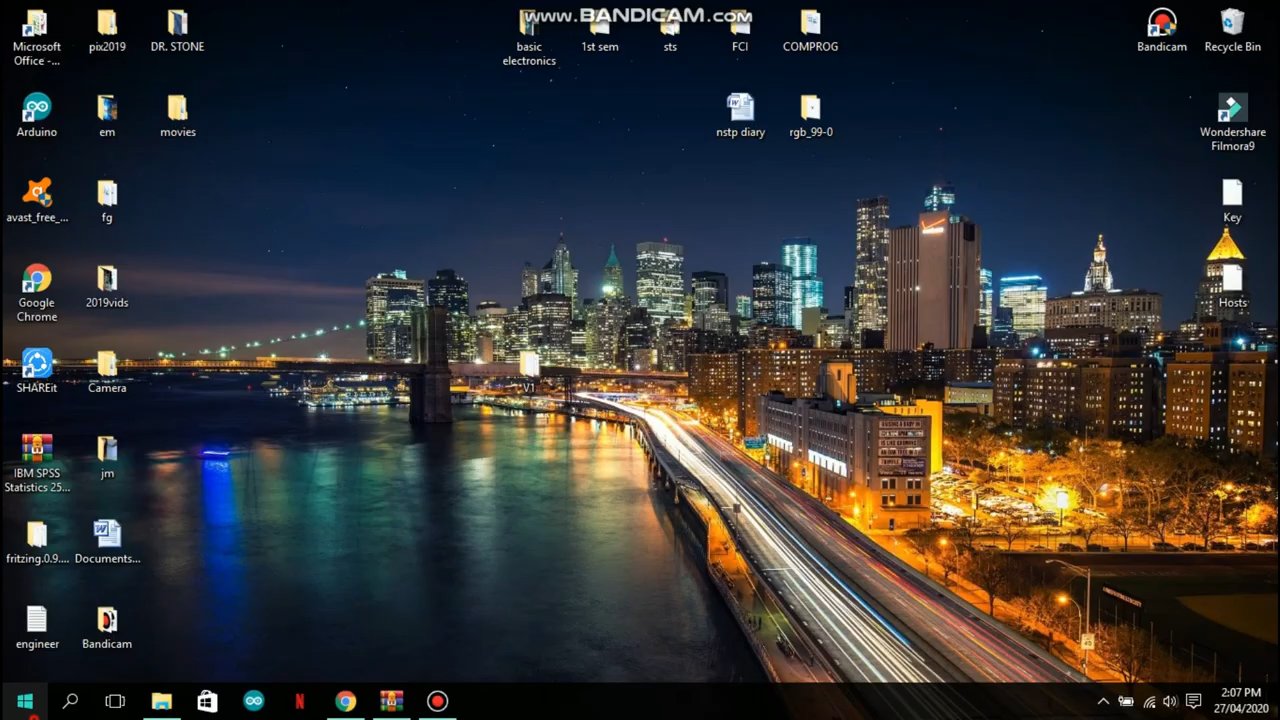 www.BANDICAM.com
Microsoft
Office -...
pix2019
DR. STONE
basic
electronics
1st sem
sts
FCI
COMPROG
Bandicam
Recycle Bin
Arduino
em
movies
nstp diary
rgb_99-0
Wondershare
Filmora9
avast_free_...
fg
Key
Google
Chrome
2019vids
Hosts
SHAREit
Camera
V1
IBM SPSS
Statistics 25...
jm
fritzing.0.9....
Documents...
engineer
Bandicam
2:07 PM
27/04/2020